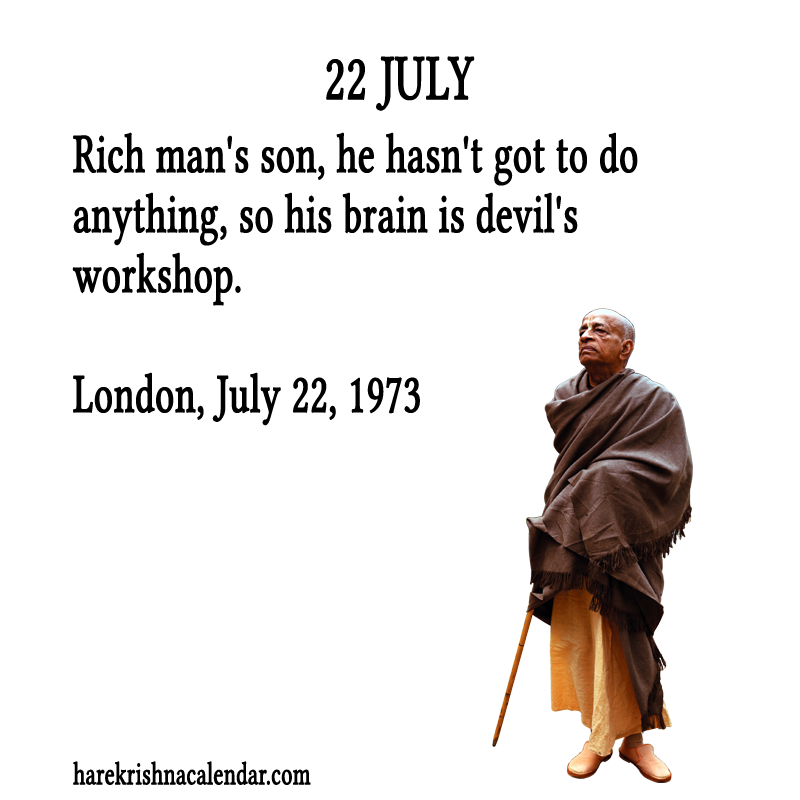 22 JULY
Rich man's son, he hasn't got to do
anything, so his brain is devil's
workshop.
London, July 22, 1973
harekrishnacalendar.com